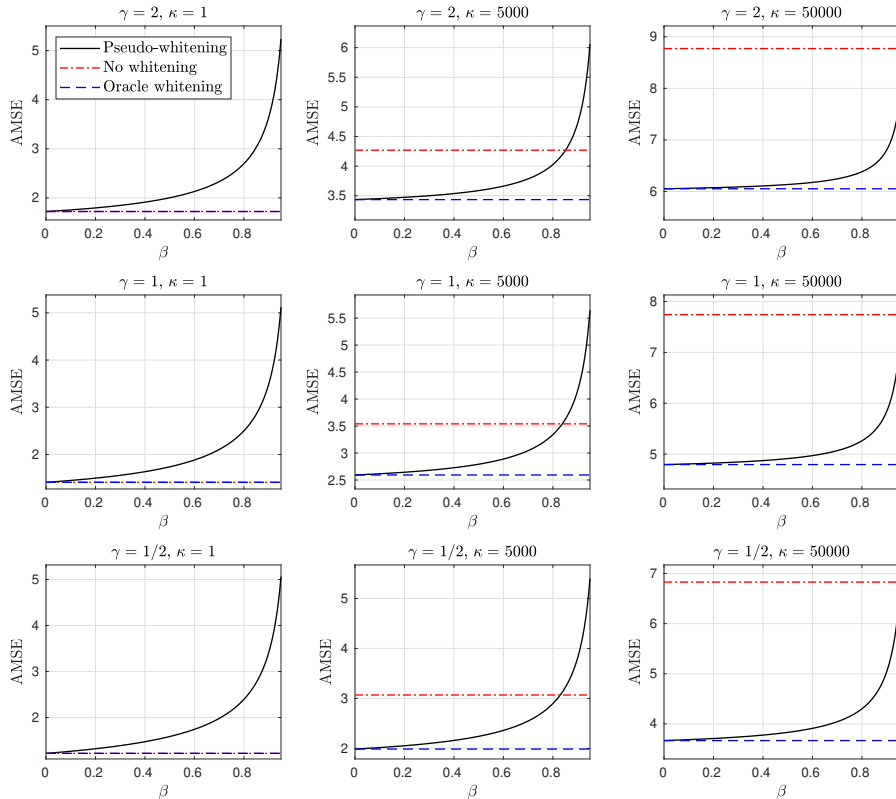 γ = 2, κ = 1
γ = 2, κ = 5000
γ = 2, κ = 50000
Pseudo-whitening
No whitening
Oracle whitening
AMSE
5
4
3
2
0 0.2 0.4 0.6 0.8
β
AMSE
6
5.5
5
4.5
4
3.5
0 0.2 0.4 0.6 0.8
β
AMSE
9
8
7
6
0 0.2 0.4 0.6 0.8
β
γ = 1, κ = 1
γ = 1, κ = 5000
γ = 1, κ = 50000
AMSE
5
4
3
2
0 0.2 0.4 0.6 0.8
β
AMSE
5.5
5
4.5
4
3.5
3
2.5
0 0.2 0.4 0.6 0.8
β
AMSE
8
7
6
5
0 0.2 0.4 0.6 0.8
β
γ = 1/2, κ = 1
γ = 1/2, κ = 5000
γ = 1/2, κ = 50000
AMSE
5
4
3
2
0 0.2 0.4 0.6 0.8
β
AMSE
5
4
3
2
0 0.2 0.4 0.6 0.8
β
AMSE
7
6
5
4
0 0.2 0.4 0.6 0.8
β